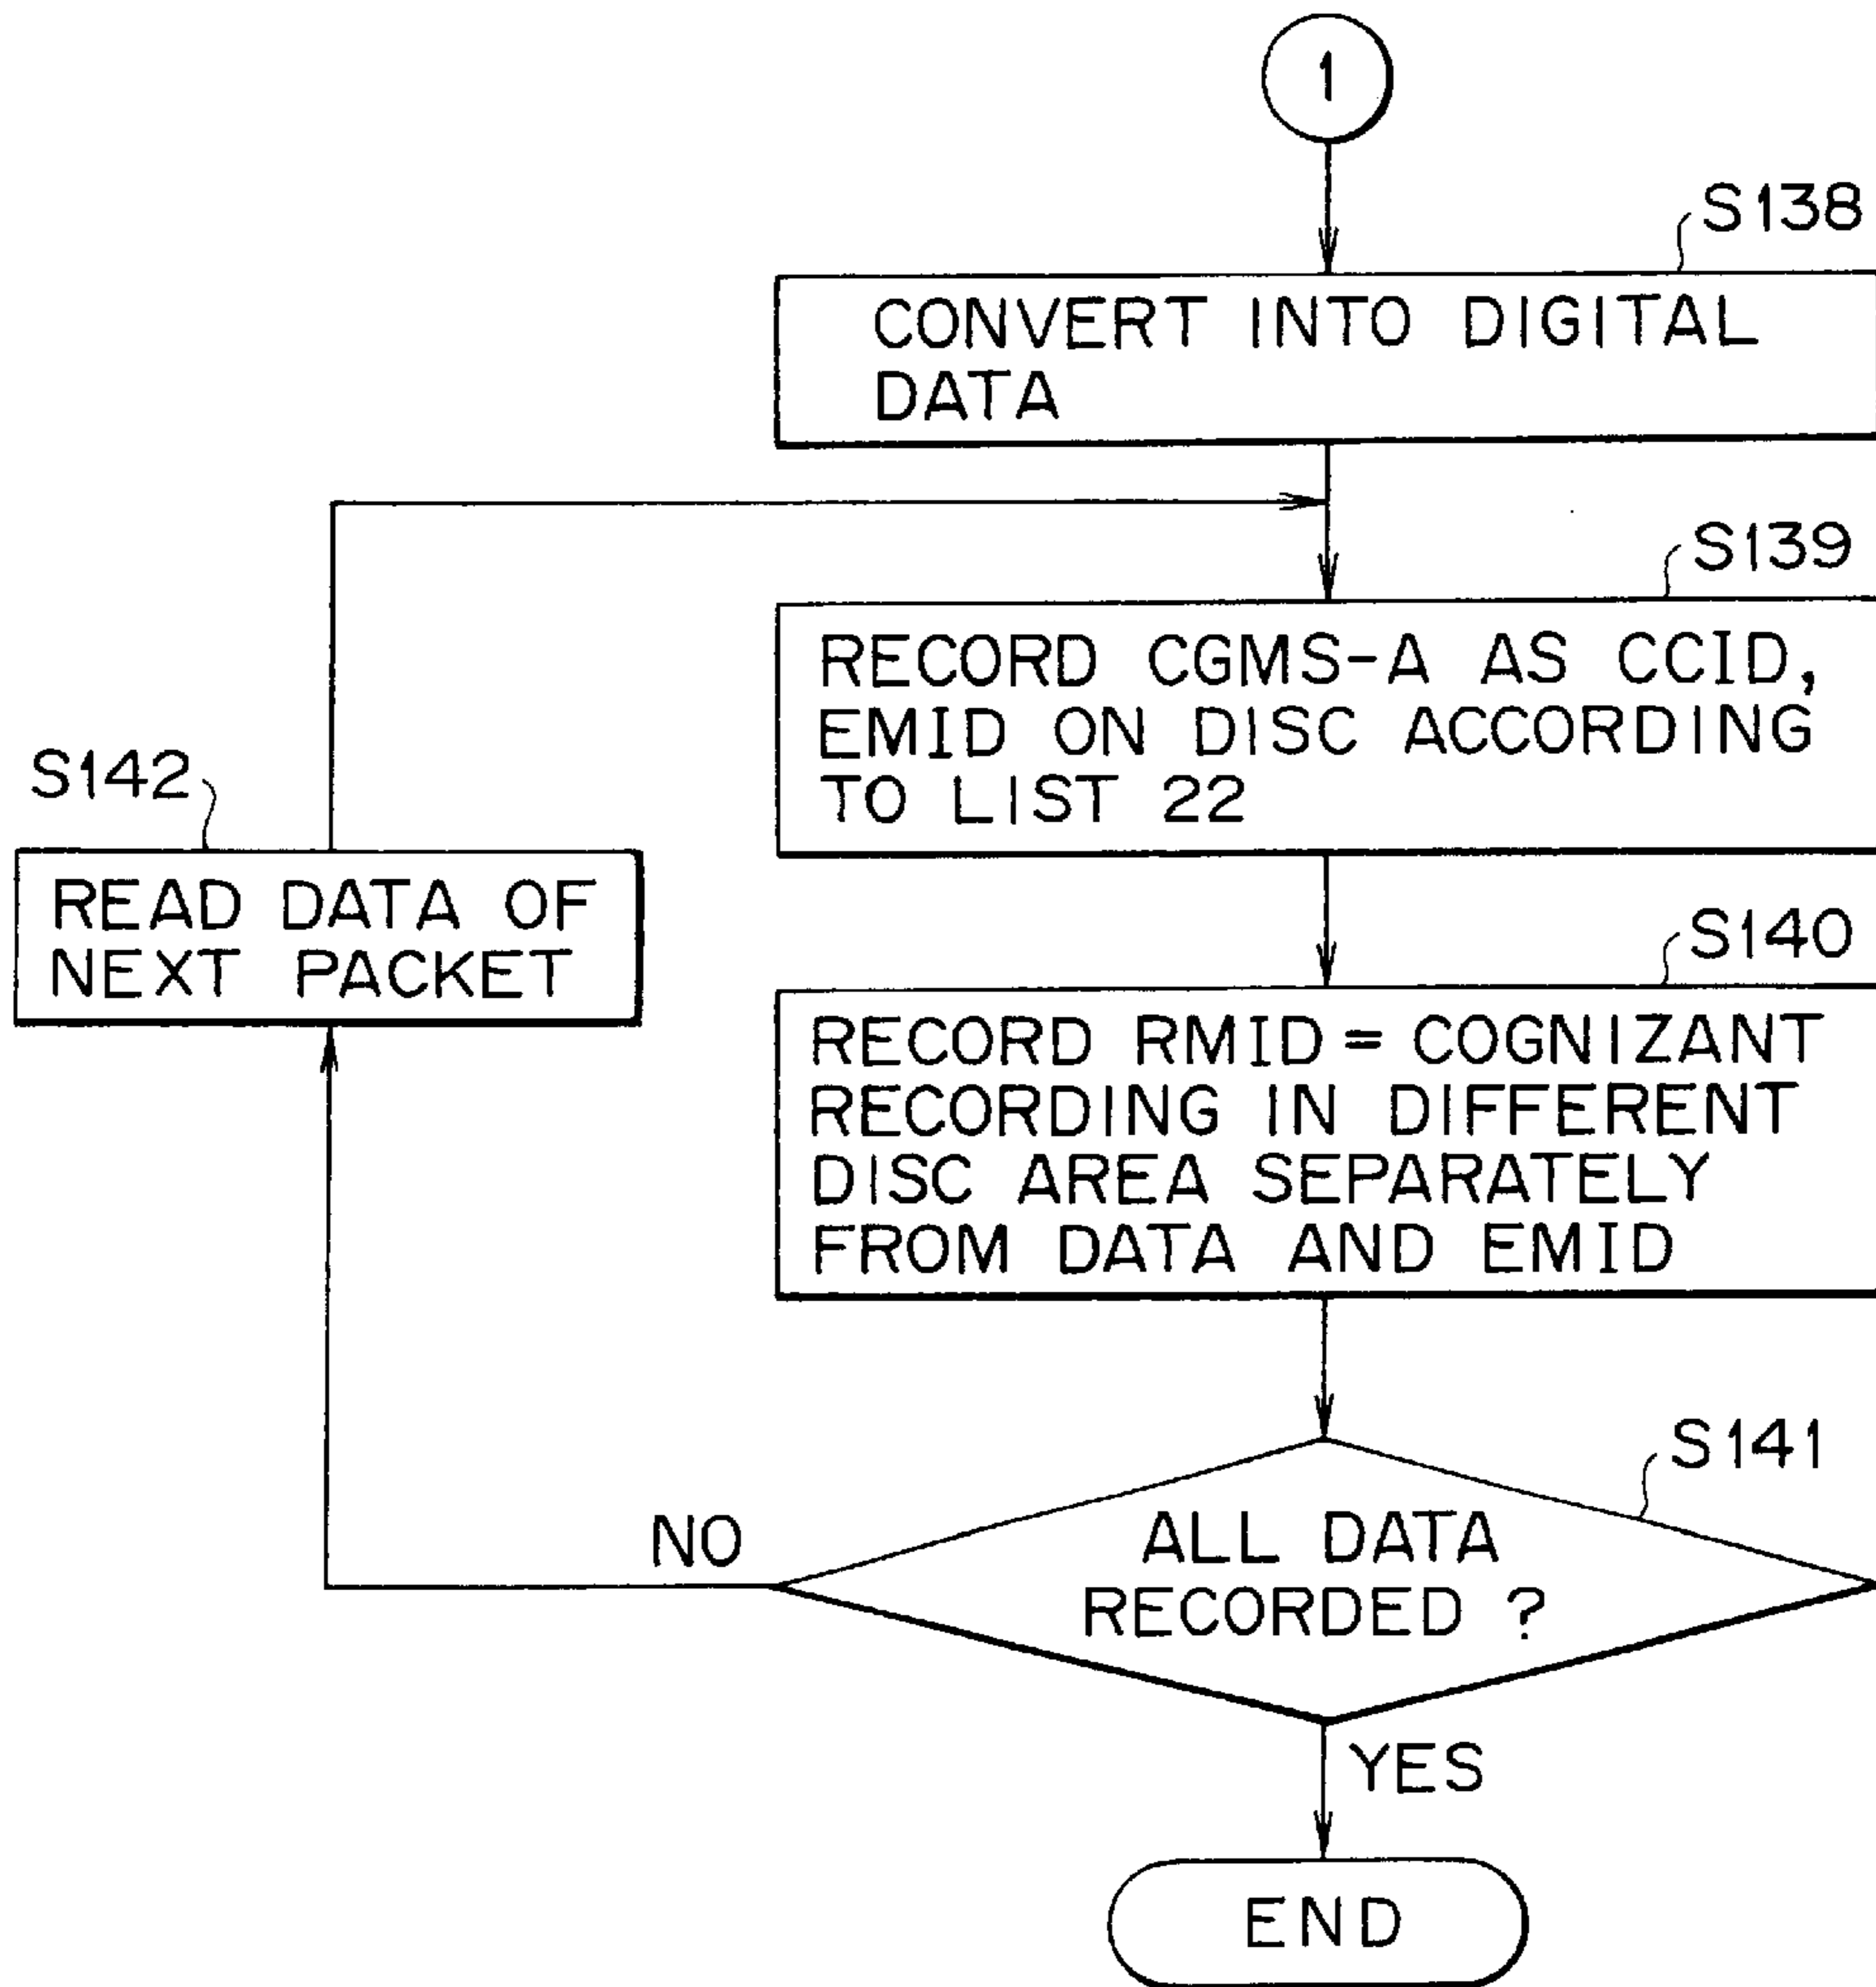 1
S138
CONVERT INTO DIGITAL
DATA
S139
RECORD CGMS-A AS CCID,
EMID ON DISC ACCORDING
TO LIST 22
S142
READ DATA OF
NEXT PACKET
S140
RECORD RMID = COGNIZANT
RECORDING IN DIFFERENT
DISC AREA SEPARATELY
FROM DATA AND EMID
S141
NO
ALL DATA
RECORDED ?
YES
END